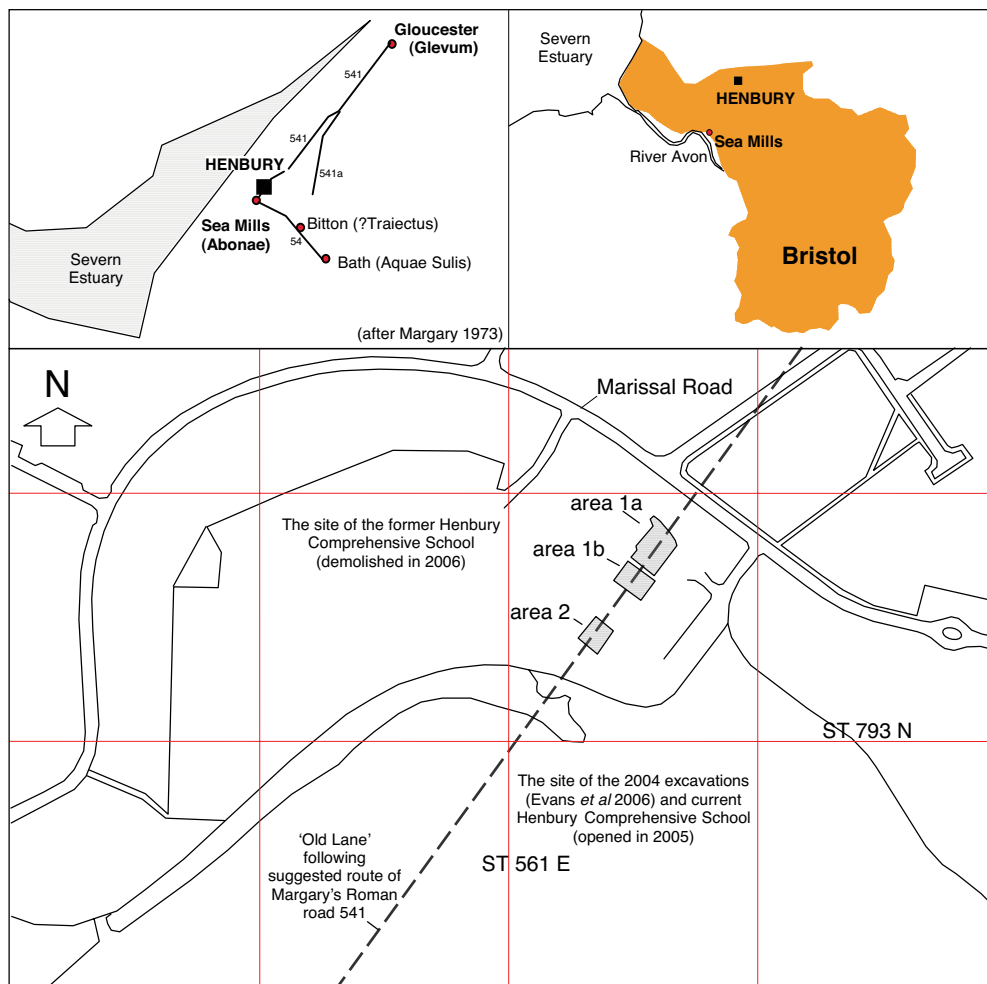 Gloucester
(Glevum)
541
541
HENBURY
541a
Sea Mills
(Abonae)
Bitton (?Traiectus)
54
Bath (Aquae Sulis)
Severn
Estuary
(after Margary 1973)
Severn
Estuary
HENBURY
Sea Mills
River Avon
Bristol
N
Marissal Road
area 1a
The site of the former Henbury
Comprehensive School
(demolished in 2006)
area 1b
area 2
ST 793 N
The site of the 2004 excavations
(Evans et al 2006) and current
Henbury Comprehensive School
(opened in 2005)
ST 561 E
'Old Lane'
following
suggested route of
Margary's Roman
road 541